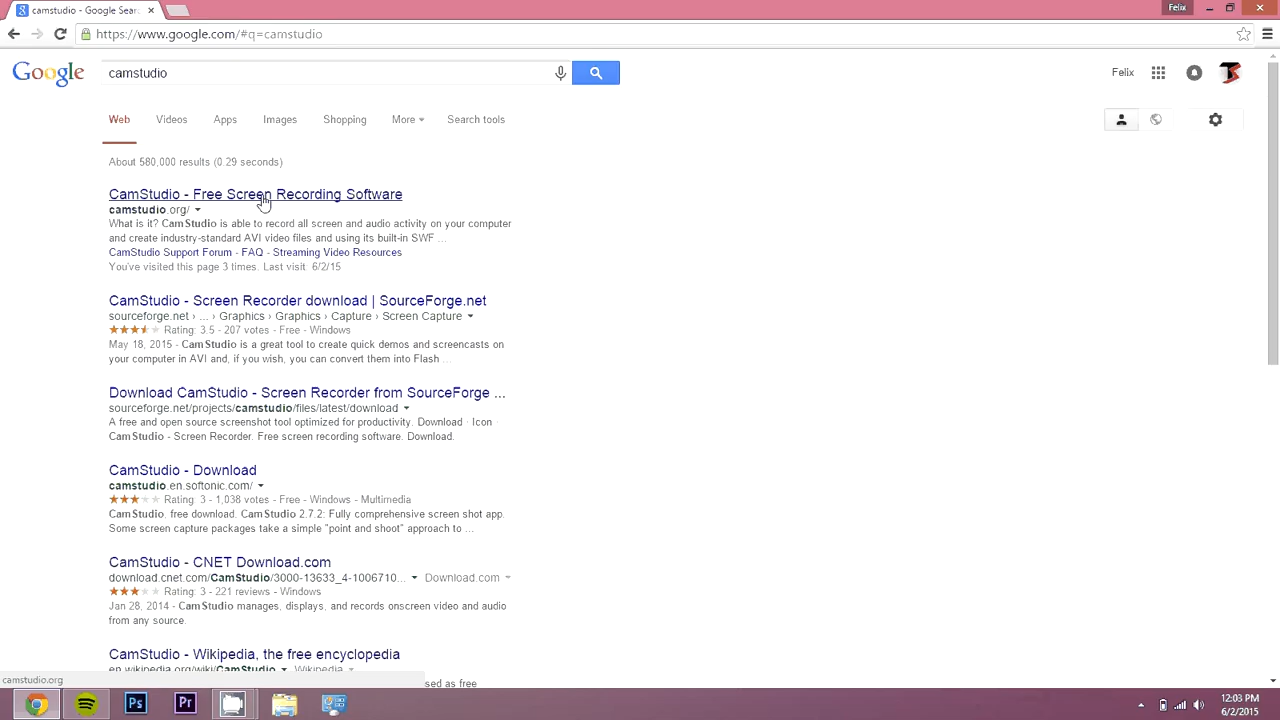 camstudio - Google Sear
Felix
https://www.google.com/#q=camstudio
Google
camstudio
Felix
Web Videos Apps Images Shopping More Search tools
About 580,000 results (0.29 seconds)
CamStudio - Free Screen Recording Software
camstudio.org/
What is it? CamStudio is able to record all screen and audio activity on your computer
and create industry-standard AVI video files and using its built-in SWF ...
CamStudio Support Forum - FAQ - Streaming Video Resources
You've visited this page 3 times. Last visit: 6/2/15
CamStudio - Screen Recorder download | SourceForge.net
sourceforge.net › ... › Graphics › Graphics › Capture › Screen Capture
Rating: 3.5 - 207 votes - Free - Windows
May 18, 2015 - CamStudio is a great tool to create quick demos and screencasts on
your computer in AVI and, if you wish, you can convert them into Flash ...
Download CamStudio - Screen Recorder from SourceForge ...
sourceforge.net/projects/camstudio/files/latest/download
A free and open source screenshot tool optimized for productivity. Download · Icon ·
CamStudio - Screen Recorder. Free screen recording software. Download.
CamStudio - Download
camstudio.en.softonic.com/
Rating: 3 - 1,038 votes - Free - Windows - Multimedia
CamStudio, free download. CamStudio 2.7.2: Fully comprehensive screen shot app.
Some screen capture packages take a simple "point and shoot" approach to ...
CamStudio - CNET Download.com
download.cnet.com/CamStudio/3000-13633_4-1006710... Download.com
Rating: 3 - 221 reviews - Windows
Jan 28, 2014 - CamStudio manages, displays, and records onscreen video and audio
from any source.
CamStudio - Wikipedia, the free encyclopedia
en.wikipedia.org/wiki/CamStudio Wikipedia
camstudio.org
sed as free
Ps
Pr
12:03 PM
6/2/2015